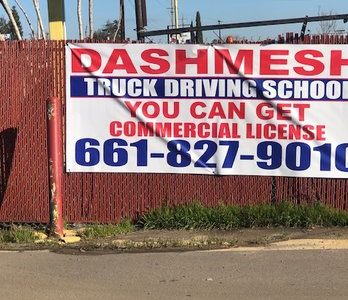 DASHMESH
TRUCK DRIVING SCHOOL
YOU CAN GET
COMMERCIAL LICENSE
661-827-9010